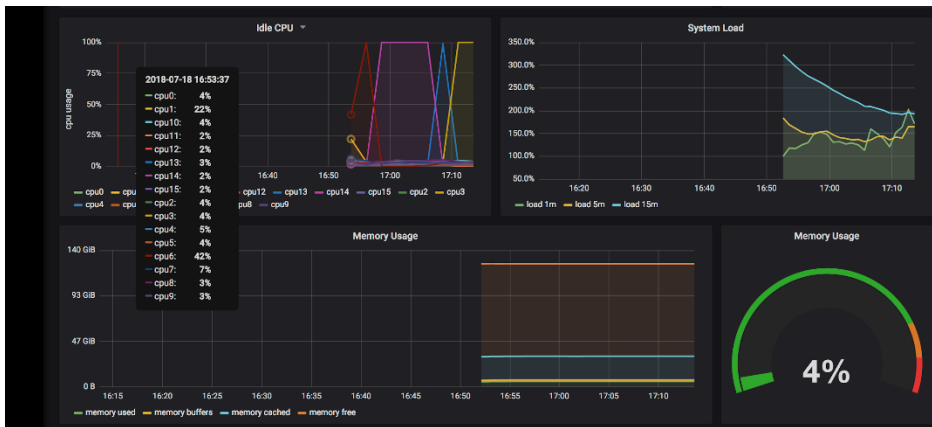 Idle CPU
100%
75%
50%
25%
0%
cpu usage
16:40
16:50
17:00
17:10
2018-07-18 16:53:37
cpu0: 4%
cpu1: 22%
cpu10: 4%
cpu11: 2%
cpu12: 2%
cpu13: 3%
cpu14: 2%
cpu15: 2%
cpu2: 4%
cpu3: 4%
cpu4: 5%
cpu5: 4%
cpu6: 42%
cpu7: 7%
cpu8: 3%
cpu9: 3%
cpu0 cpu12 cpu13 cpu14 cpu15 cpu2 cpu3
cpu4 cpu9
System Load
350.0%
300.0%
250.0%
200.0%
150.0%
100.0%
50.0%
16:20 16:30 16:40 16:50 17:00 17:10
load 1m load 5m load 15m
Memory Usage
140 GiB
93 GiB
47 GiB
0 B
16:15 16:20 16:25 16:30 16:35 16:40 16:45 16:50 16:55 17:00 17:05 17:10
memory used memory buffers memory cached memory free
Memory Usage
4%